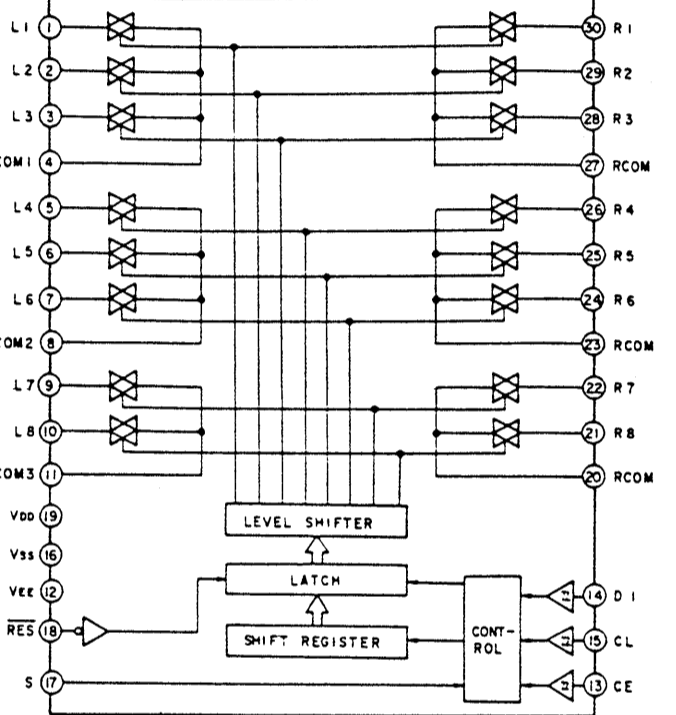 L1 1 30 R1
L2 2 29 R2
L3 3 28 R3
COM1 4 27 RCOM
L4 5 26 R4
L5 6 25 R5
L6 7 24 R6
COM2 8 23 RCOM
L7 9 22 R7
L8 10 21 R8
COM3 11 20 RCOM
VDD 19
LEVEL SHIFTER
VSS 16
LATCH
VEE 12
14 DI
RES 18
SHIFT REGISTER
CONT-
ROL
15 CL
S 17
13 CE